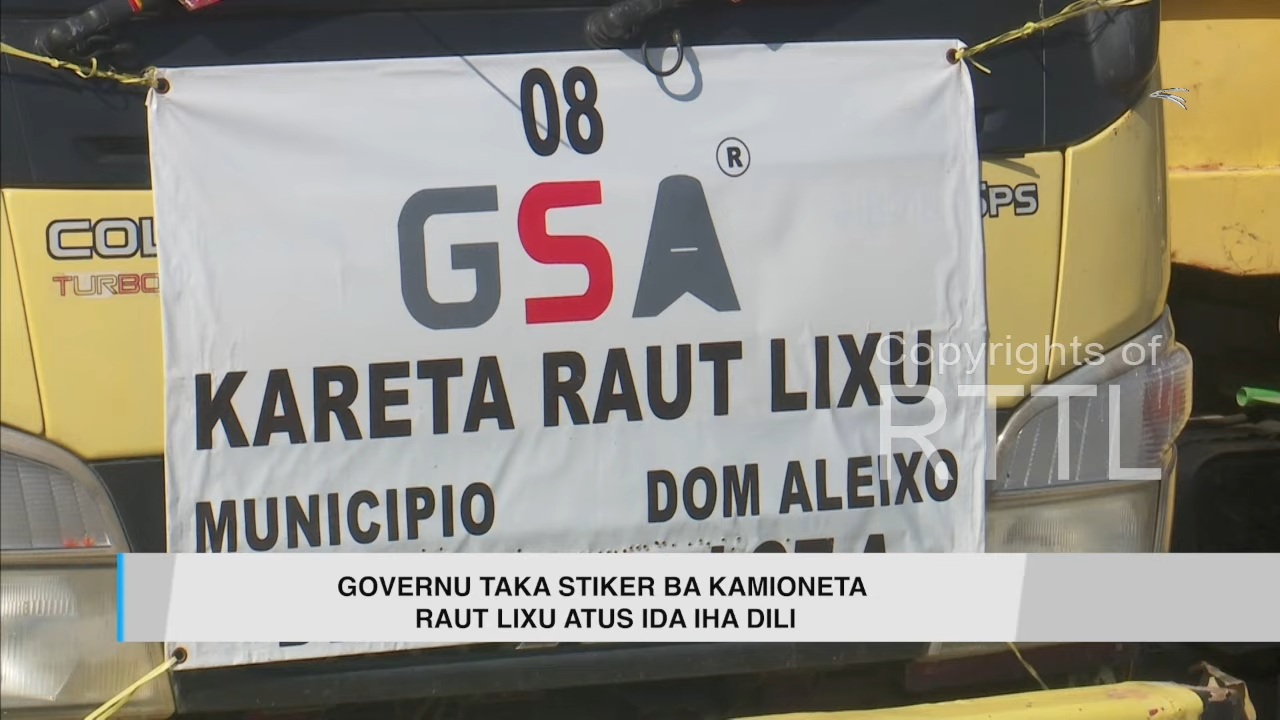 08
GSA
®
COL
TURBO
PS
KARETA RAUT LIXU
MUNICIPIO
DOM ALEIXO
Copyrights of
RTTL
GOVERNU TAKA STIKER BA KAMIONETA
RAUT LIXU ATUS IDA IHA DILI